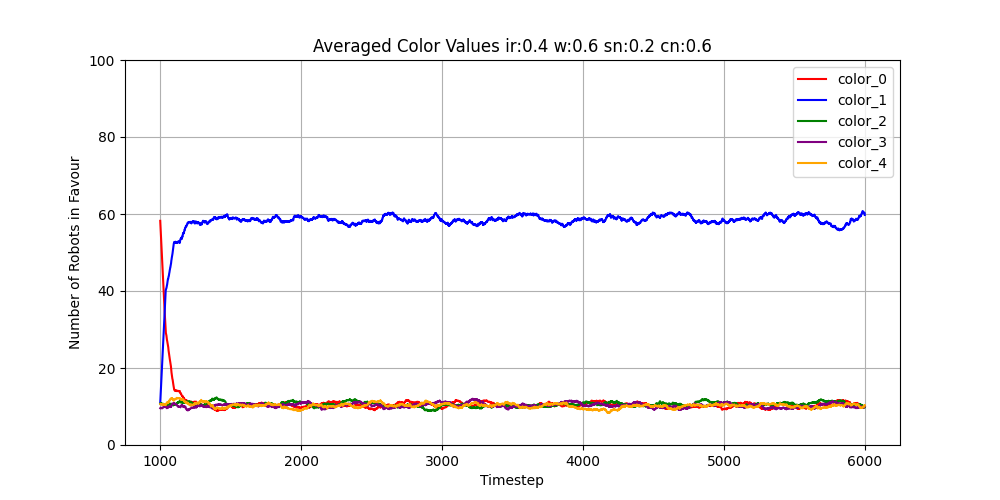 Averaged Color Values ir:0.4 w:0.6 sn:0.2 cn:0.6
100
80
60
40
20
0
Number of Robots in Favour
color_0
color_1
color_2
color_3
color_4
1000 2000 3000 4000 5000 6000
Timestep